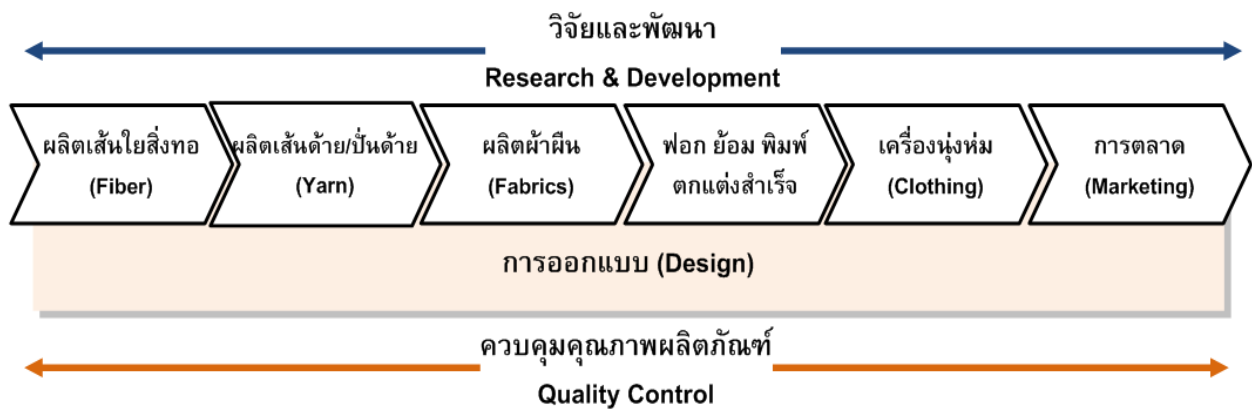 วิจัยและพัฒนา
Research & Development
ผลิตเส้นใยสิ่งทอ
(Fiber)
ผลิตเส้นด้าย/ปั่นด้าย
(Yarn)
ผลิตผ้าผืน
(Fabrics)
ฟอก ย้อม พิมพ์
ตกแต่งสำเร็จ
เครื่องนุ่งห่ม
(Clothing)
การตลาด
(Marketing)
การออกแบบ (Design)
ควบคุมคุณภาพผลิตภัณฑ์
Quality Control